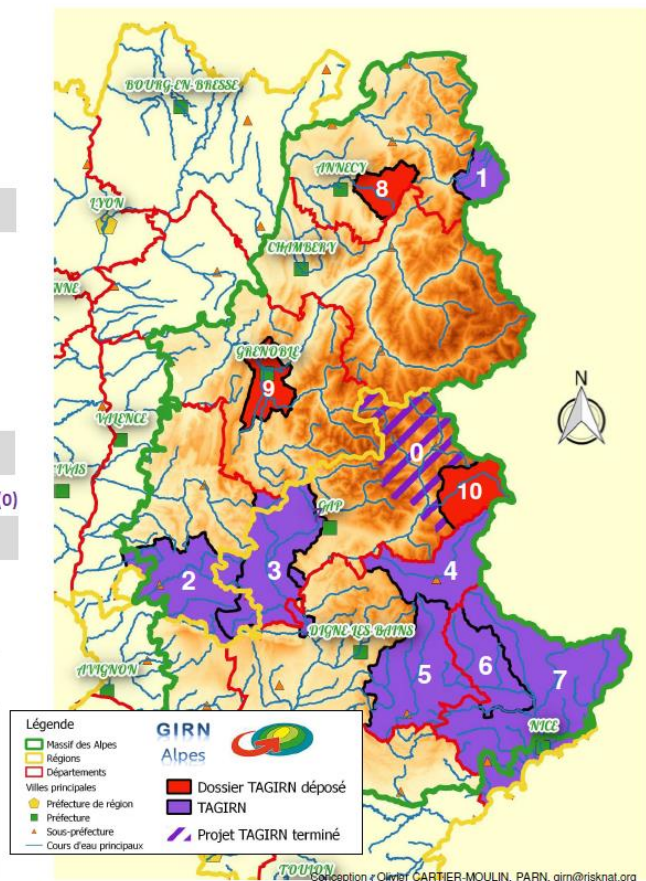 BOURG-EN-BRESSE
ANNECY
8
1
LYON
CHAMBERY
NNE
GRENOBLE
9
N
VALENCE
0
IVAS
10
(0)
GAP
2
3
4
DIGNE LES BAINS
5
6
7
AVIGNON
NICE
Légende
Massif des Alpes
Régions
Départements
Villes principales
Préfecture de région
Préfecture
Sous-préfecture
Cours d'eau principaux
GIRN
Alpes
Dossier TAGIRN déposé
TAGIRN
Projet TAGIRN terminé
TOULON
Conception : Olivier CARTIER-MOULIN, PARN, girn@risknat.org